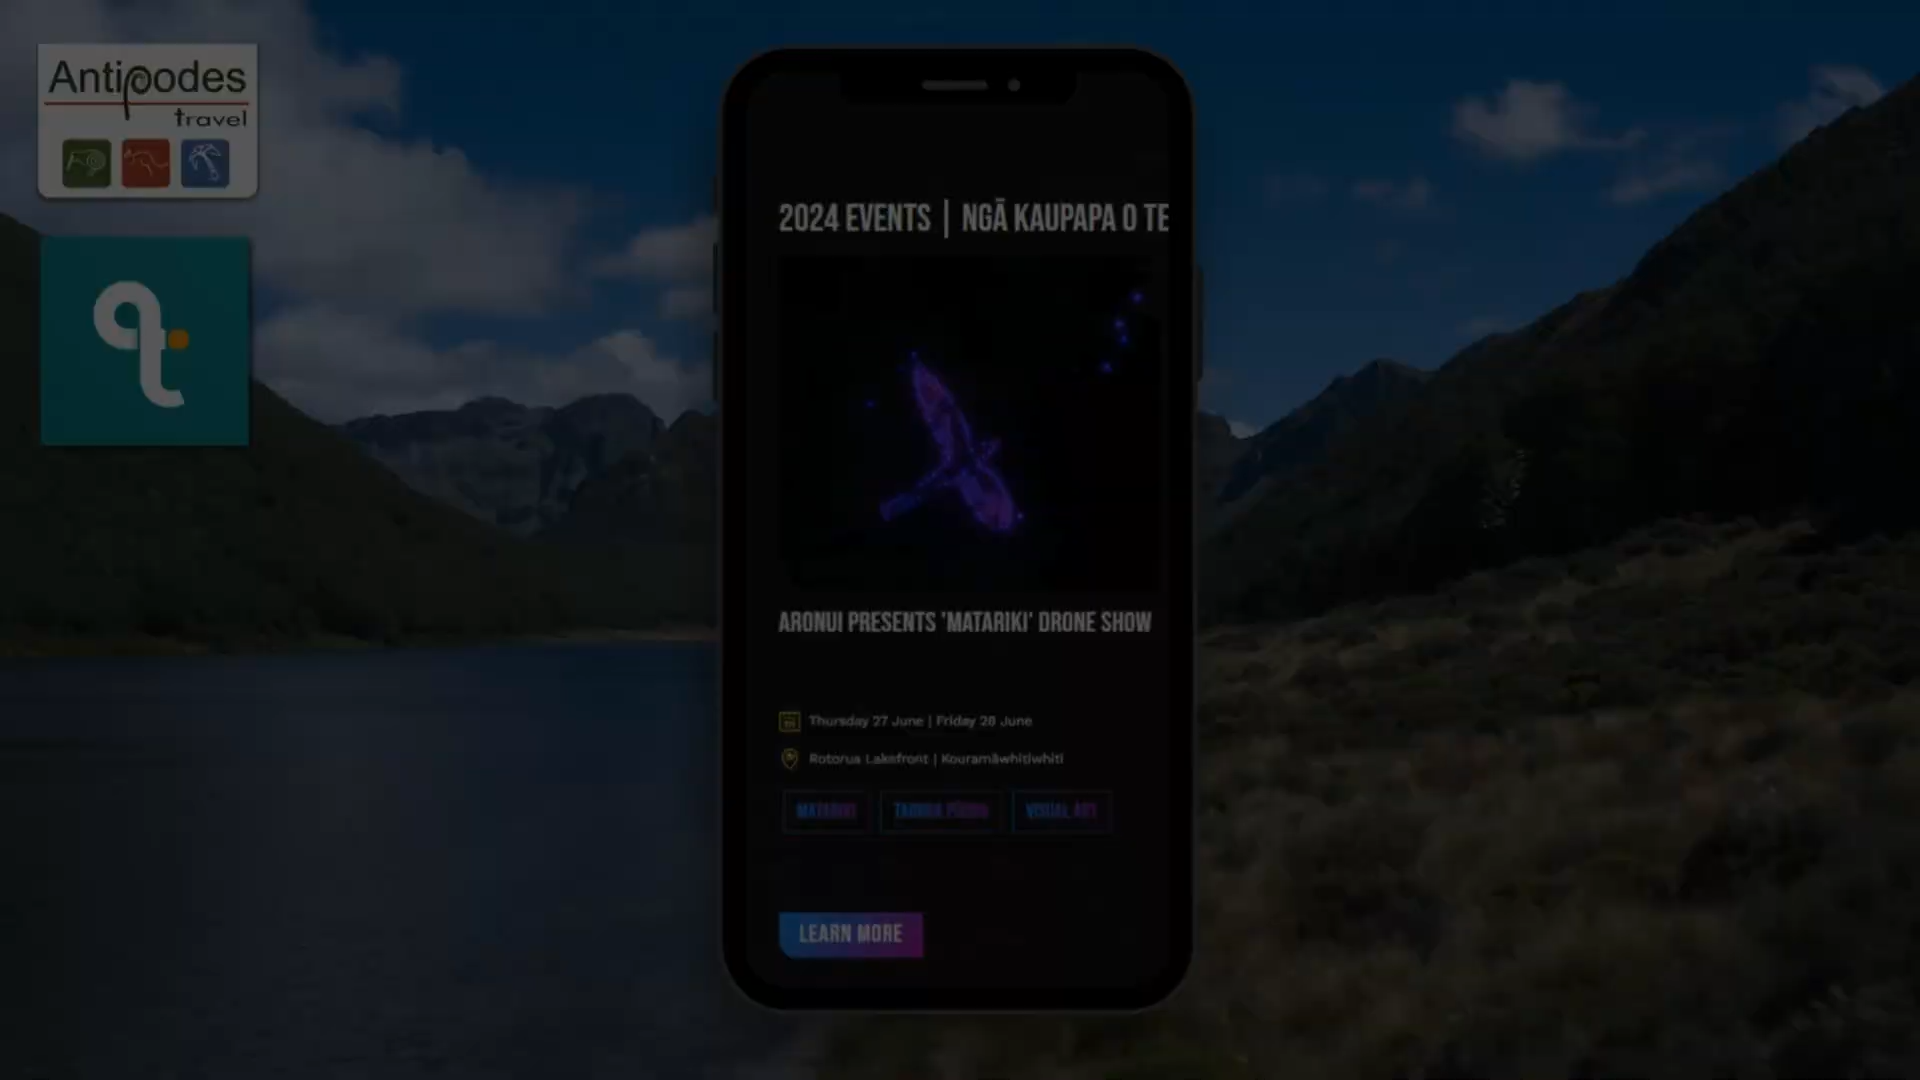 Antipodes
travel
2024 EVENTS | NGĀ KAUPAPA O TE
ARONUI PRESENTS 'MATARIKI' DRONE SHOW
Thursday 27 June | Friday 28 June
Rotorua Lakefront | Kouramāwhitiwhiti
MATARIKI
VISUAL ART
LEARN MORE